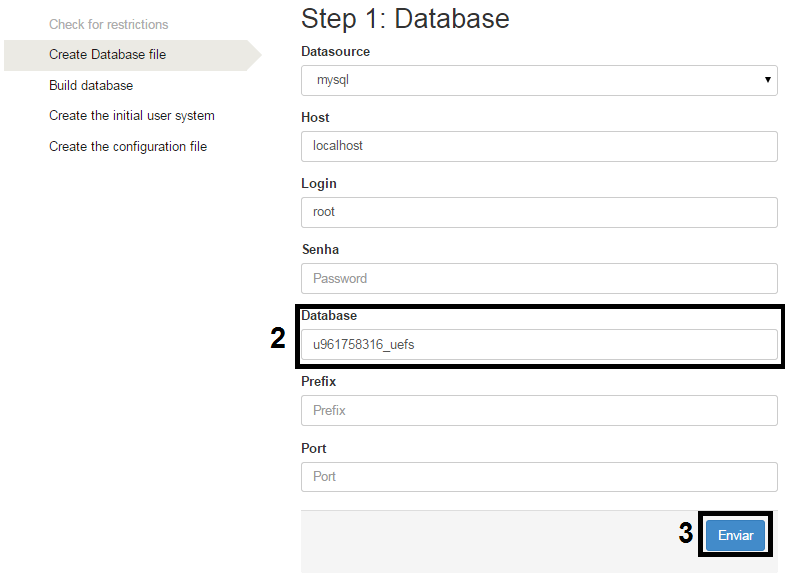 Check for restrictions
Create Database file
Build database
Create the initial user system
Create the configuration file
Step 1: Database
Datasource
mysql
Host
localhost
Login
root
Senha
Password
Database
2
u961758316_uefs
Prefix
Prefix
Port
Port
3
Enviar